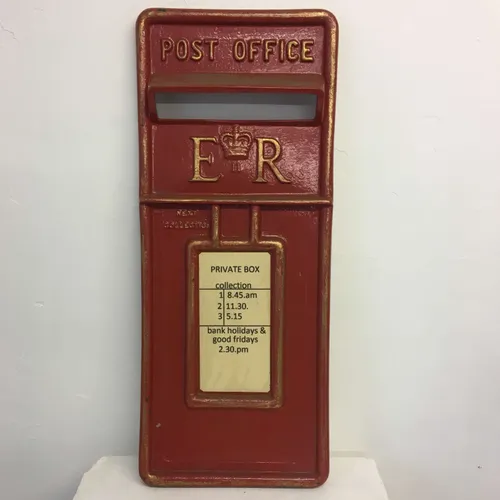 POST OFFICE
E R
NEXT
COLLECTION
PRIVATE BOX
collection
1 8.45.am
2 11.30.
3 5.15
bank holidays &
good fridays
2.30.pm